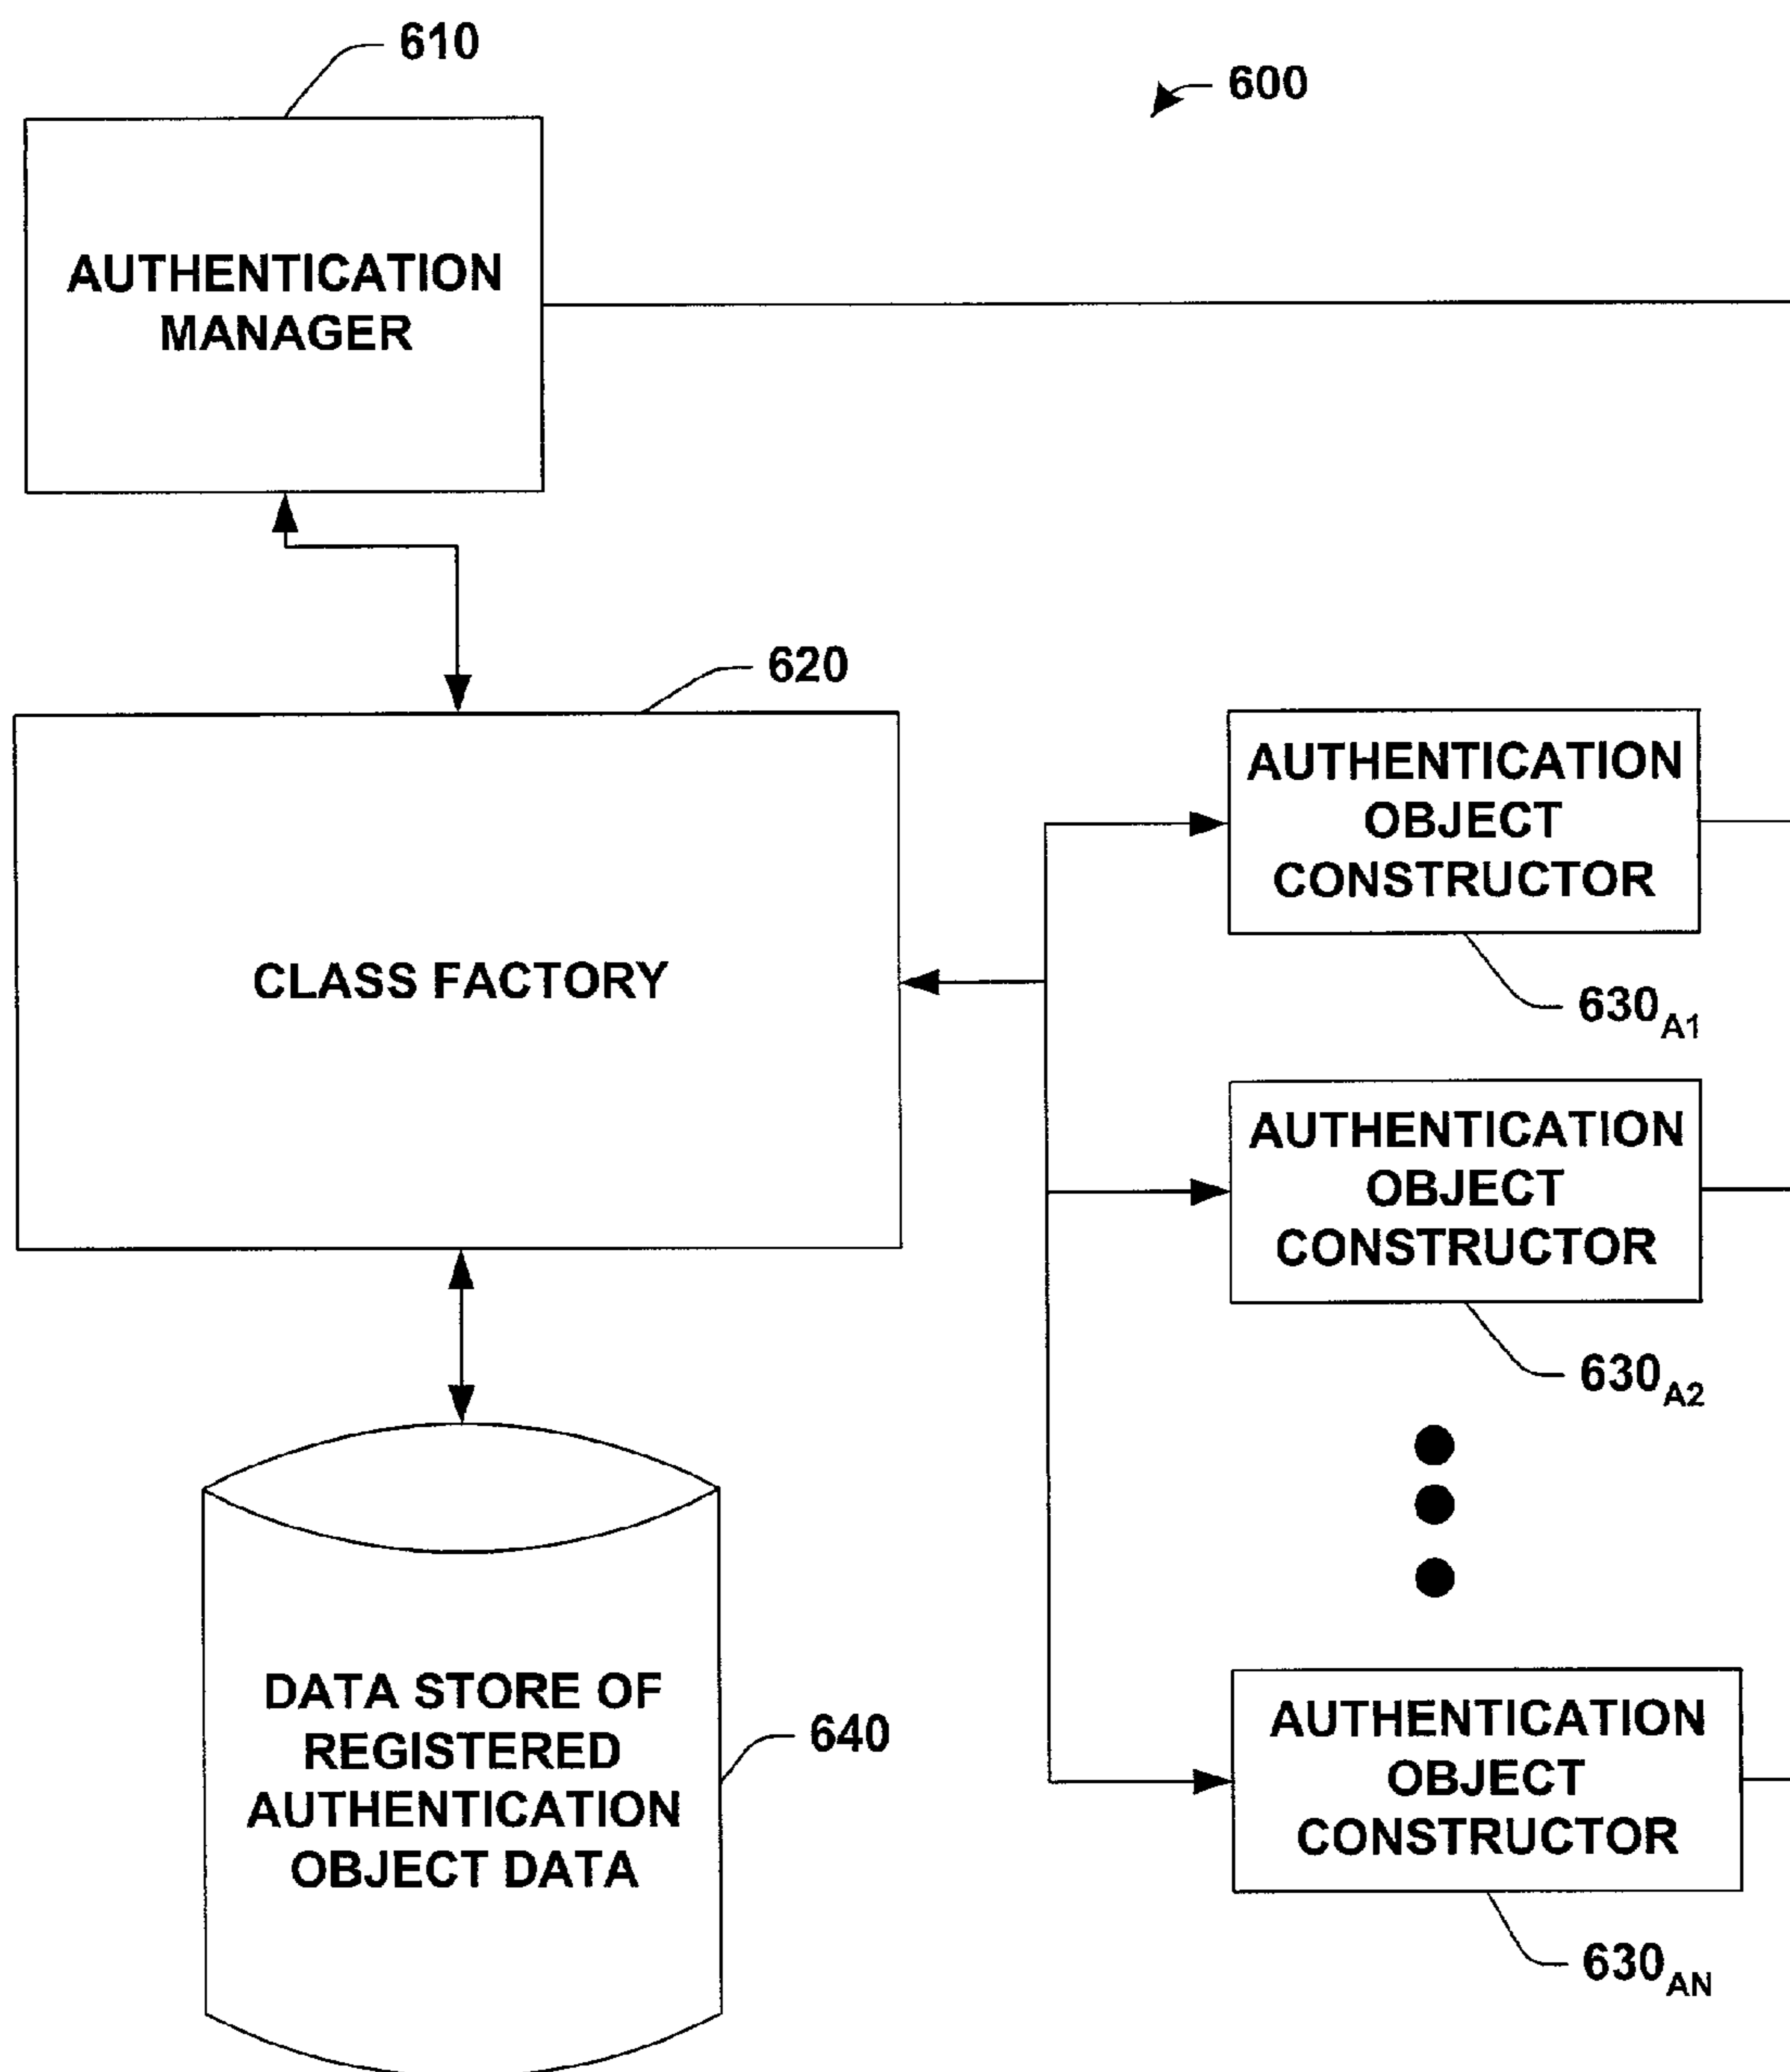 610
600
AUTHENTICATION
MANAGER
620
CLASS FACTORY
AUTHENTICATION
OBJECT
CONSTRUCTOR
630A1
AUTHENTICATION
OBJECT
CONSTRUCTOR
630A2
DATA STORE OF
REGISTERED
AUTHENTICATION
OBJECT DATA
640
AUTHENTICATION
OBJECT
CONSTRUCTOR
630AN